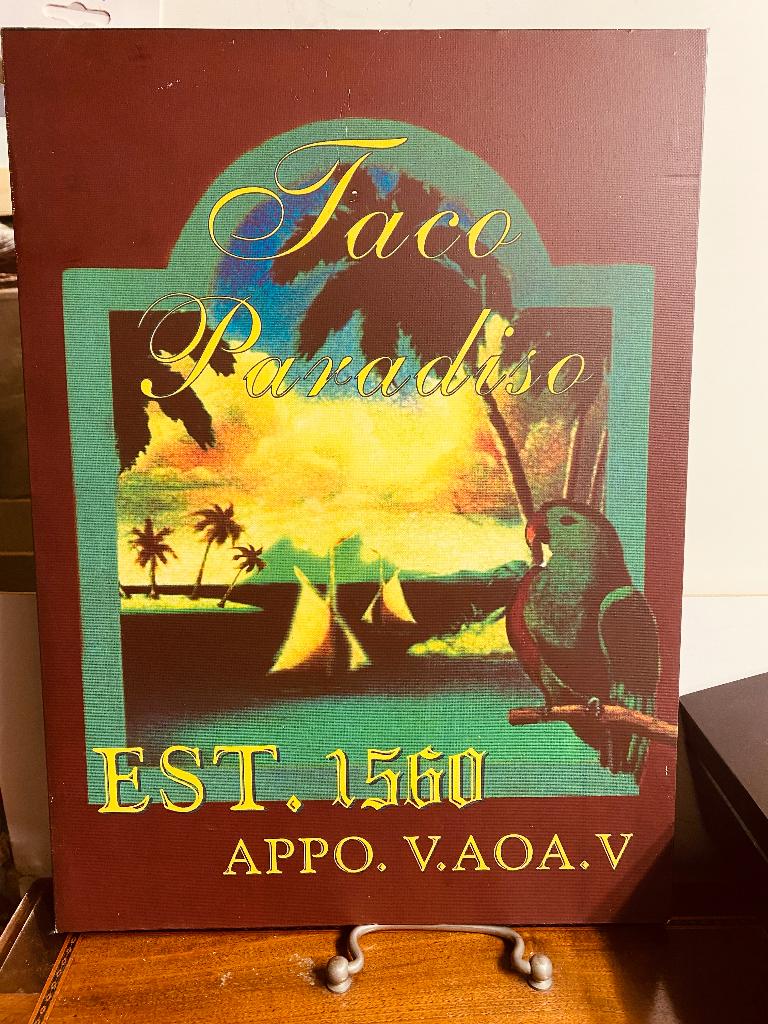 Taco
Paradiso
EST. 1560
APPO. V.AOA.V